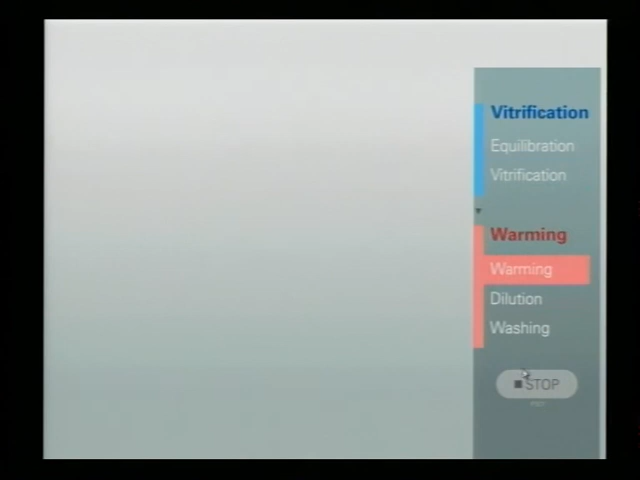 Vitrification
Equilibration
Vitrification
Warming
Warming
Dilution
Washing
STOP